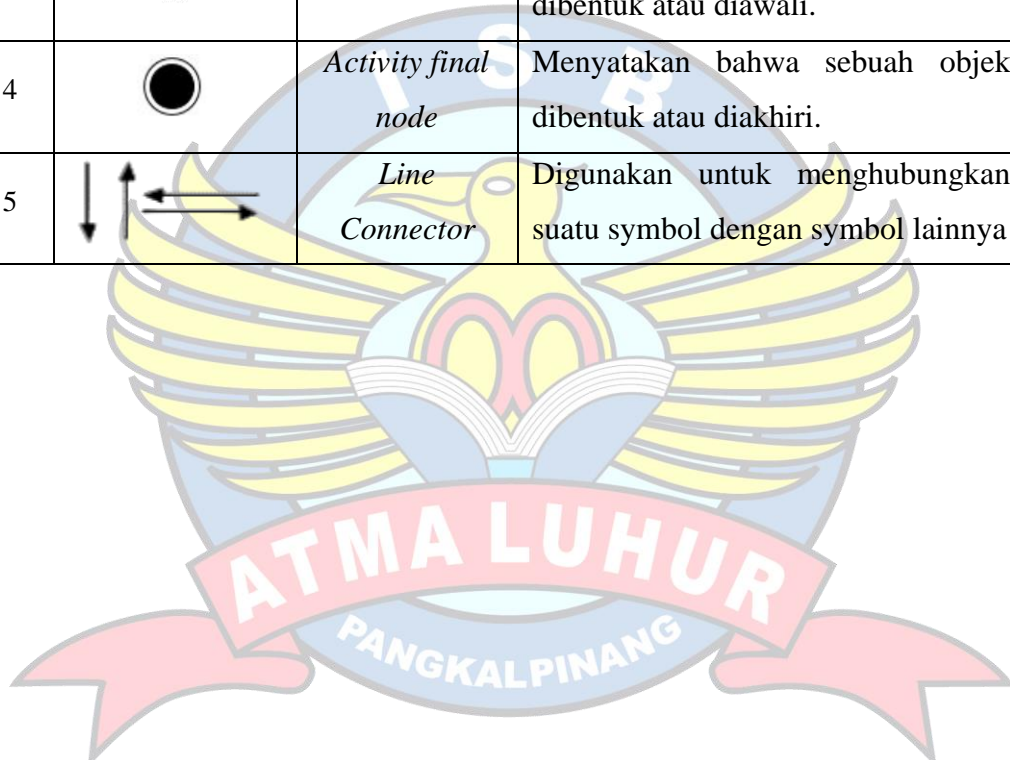 dibentuk atau diawali.
4
Activity final
node
Menyatakan bahwa sebuah objek
dibentuk atau diakhiri.
5
Line
Connector
Digunakan untuk menghubungkan
suatu symbol dengan symbol lainnya
I S B
ATMA LUHUR
PANGKALPINANG